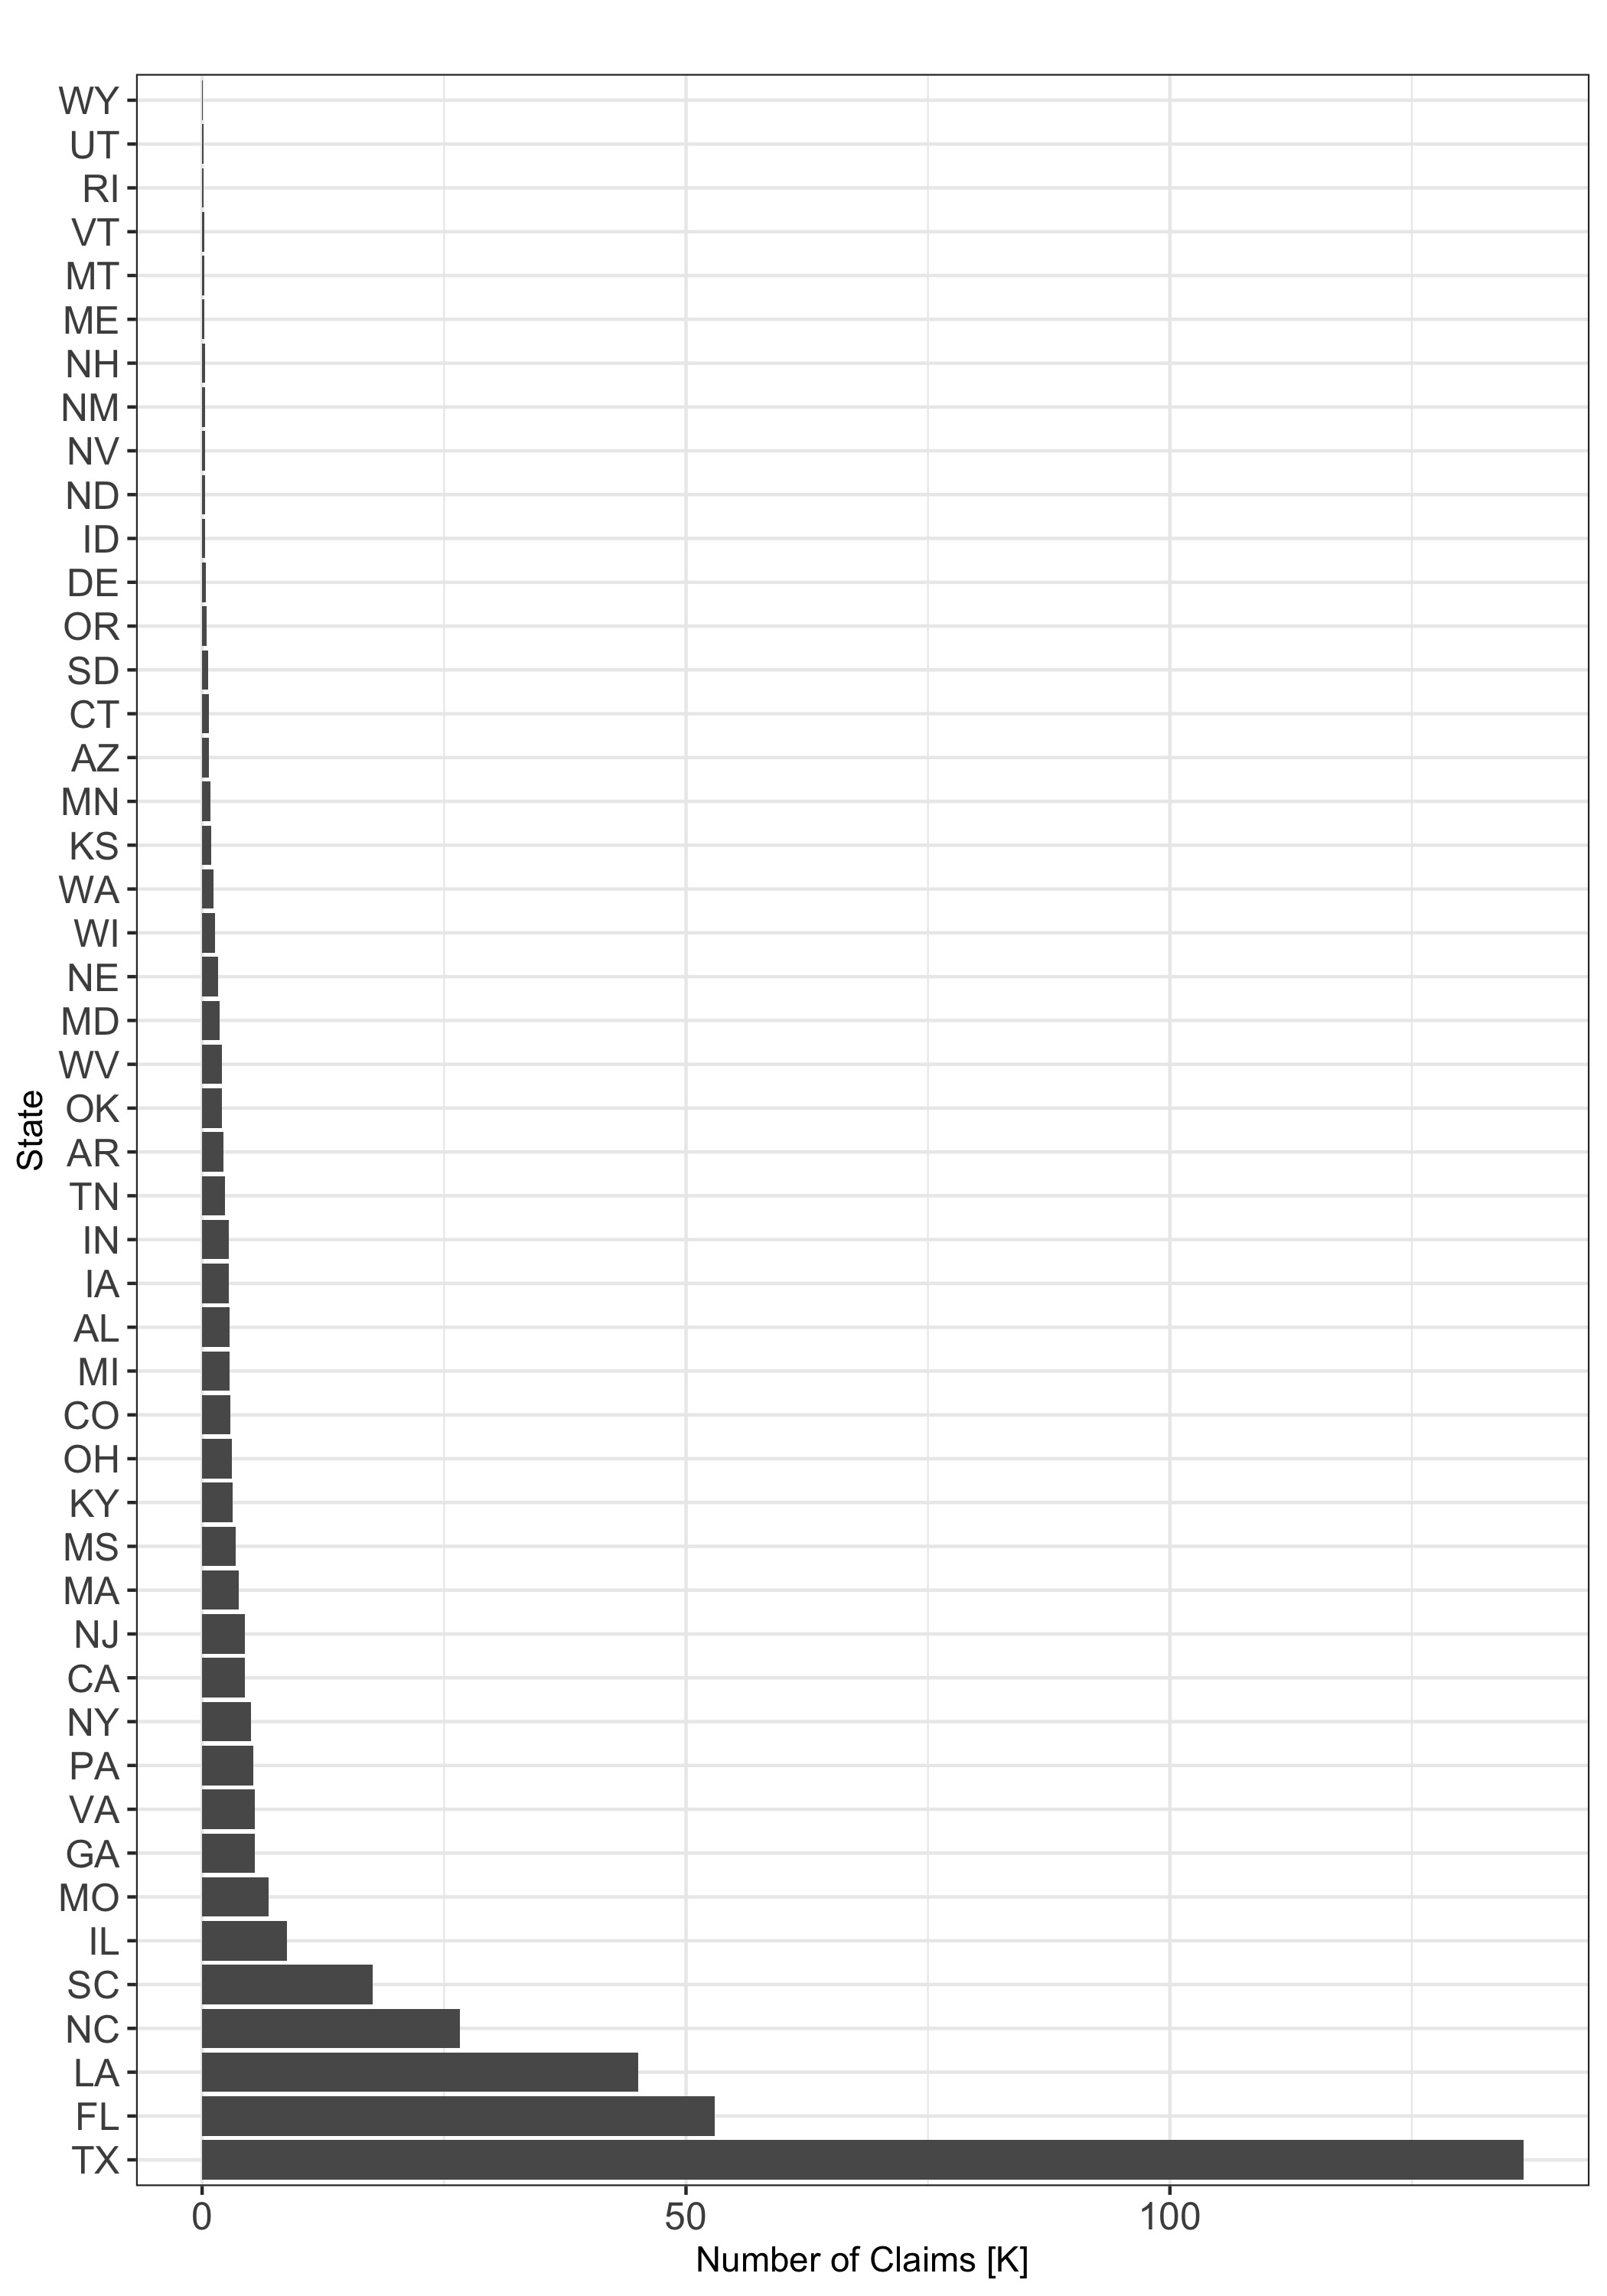 WY
UT
RI
VT
MT
ME
NH
NM
NV
ND
ID
DE
OR
SD
CT
AZ
MN
KS
WA
WI
NE
MD
WV
OK
AR
TN
IN
IA
AL
MI
CO
OH
KY
MS
MA
NJ
CA
NY
PA
VA
GA
MO
IL
SC
NC
LA
FL
TX
State
0 50 100
Number of Claims [K]